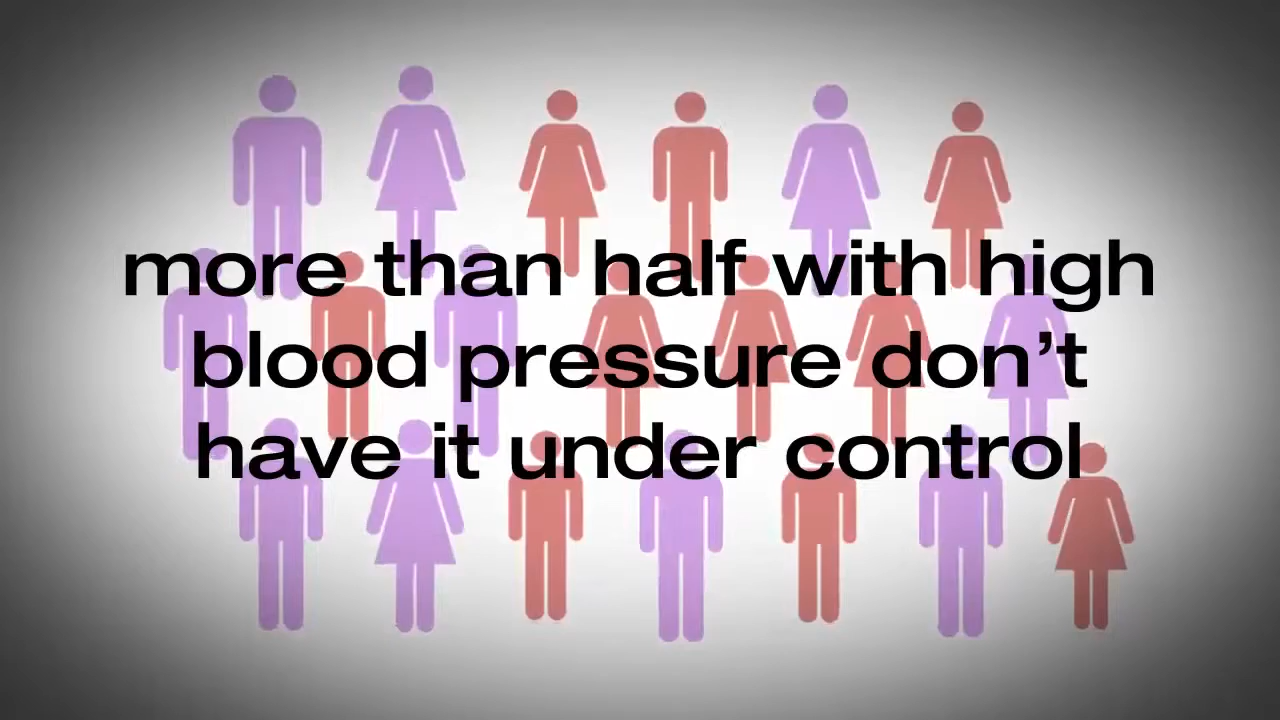 more than half with high
blood pressure don’t
have it under control